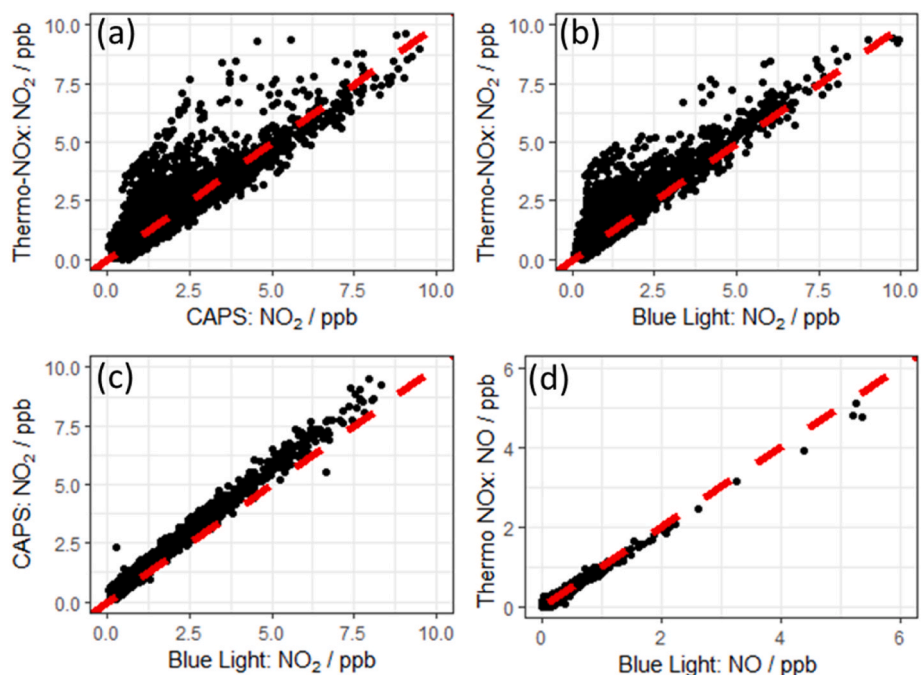 (a)
Thermo-NOx: NO₂ / ppb
10.0
7.5
5.0
2.5
0.0
0.0 2.5 5.0 7.5 10.0
CAPS: NO₂ / ppb
(b)
Thermo-NOx: NO₂ / ppb
10.0
7.5
5.0
2.5
0.0
0.0 2.5 5.0 7.5 10.0
Blue Light: NO₂ / ppb
(c)
CAPS: NO₂ / ppb
10.0
7.5
5.0
2.5
0.0
0.0 2.5 5.0 7.5 10.0
Blue Light: NO₂ / ppb
(d)
Thermo NOx: NO / ppb
6
4
2
0
0 2 4 6
Blue Light: NO / ppb